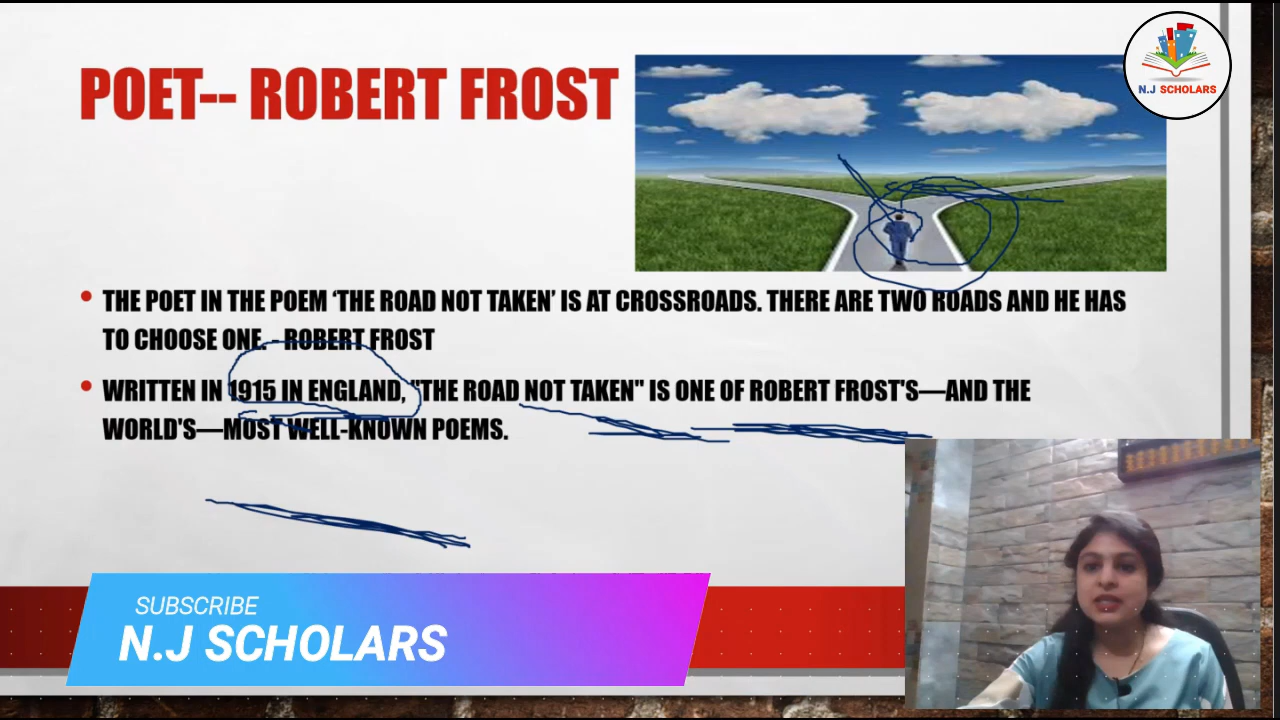 POET-- ROBERT FROST
N.J SCHOLARS
THE POET IN THE POEM ‘THE ROAD NOT TAKEN’ IS AT CROSSROADS. THERE ARE TWO ROADS AND HE HAS
TO CHOOSE ONE. - ROBERT FROST
WRITTEN IN 1915 IN ENGLAND, "THE ROAD NOT TAKEN" IS ONE OF ROBERT FROST'S—AND THE
WORLD'S—MOST WELL-KNOWN POEMS.
SUBSCRIBE
N.J SCHOLARS